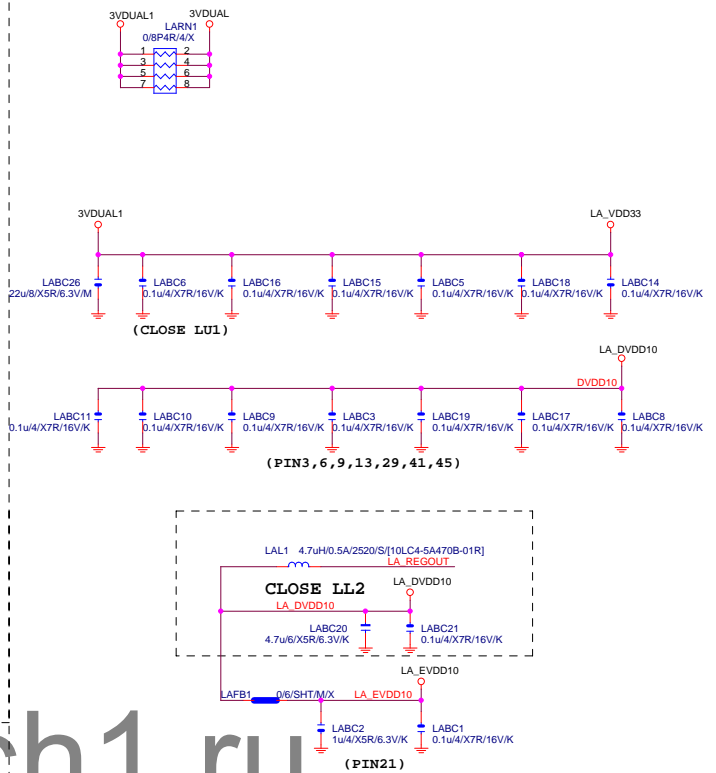 3VDUAL1 3VDUAL
LARN1
0/8P4R/4/X
1 2
3 4
5 6
7 8
3VDUAL1 LA_VDD33
LABC26 LABC6 LABC16 LABC15 LABC5 LABC18 LABC14
22u/8/X5R/6.3V/M 0.1u/4/X7R/16V/K 0.1u/4/X7R/16V/K 0.1u/4/X7R/16V/K 0.1u/4/X7R/16V/K 0.1u/4/X7R/16V/K 0.1u/4/X7R/16V/K
(CLOSE LU1)
LA_DVDD10
DVDD10
LABC11 LABC10 LABC9 LABC3 LABC19 LABC17 LABC8
0.1u/4/X7R/16V/K 0.1u/4/X7R/16V/K 0.1u/4/X7R/16V/K 0.1u/4/X7R/16V/K 0.1u/4/X7R/16V/K 0.1u/4/X7R/16V/K 0.1u/4/X7R/16V/K
(PIN3,6,9,13,29,41,45)
LAL1 4.7uH/0.5A/2520/S/[10LC4-5A470B-01R]
LA_REGOUT
CLOSE LL2 LA_DVDD10
LA_DVDD10
LABC20 LABC21
4.7u/6/X5R/6.3V/K 0.1u/4/X7R/16V/K
LA_EVDD10
LAFB1 0/6/SHT/M/X LA_EVDD10
LABC2 LABC1
1u/4/X5R/6.3V/K 0.1u/4/X7R/16V/K
(PIN21)
ch1.ru